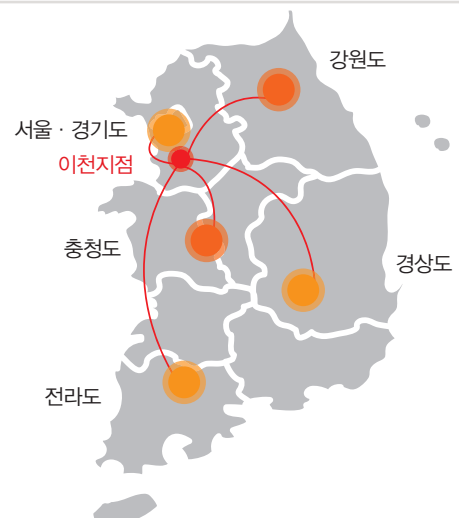 강원도
서울 · 경기도
이천지점
충청도
경상도
전라도